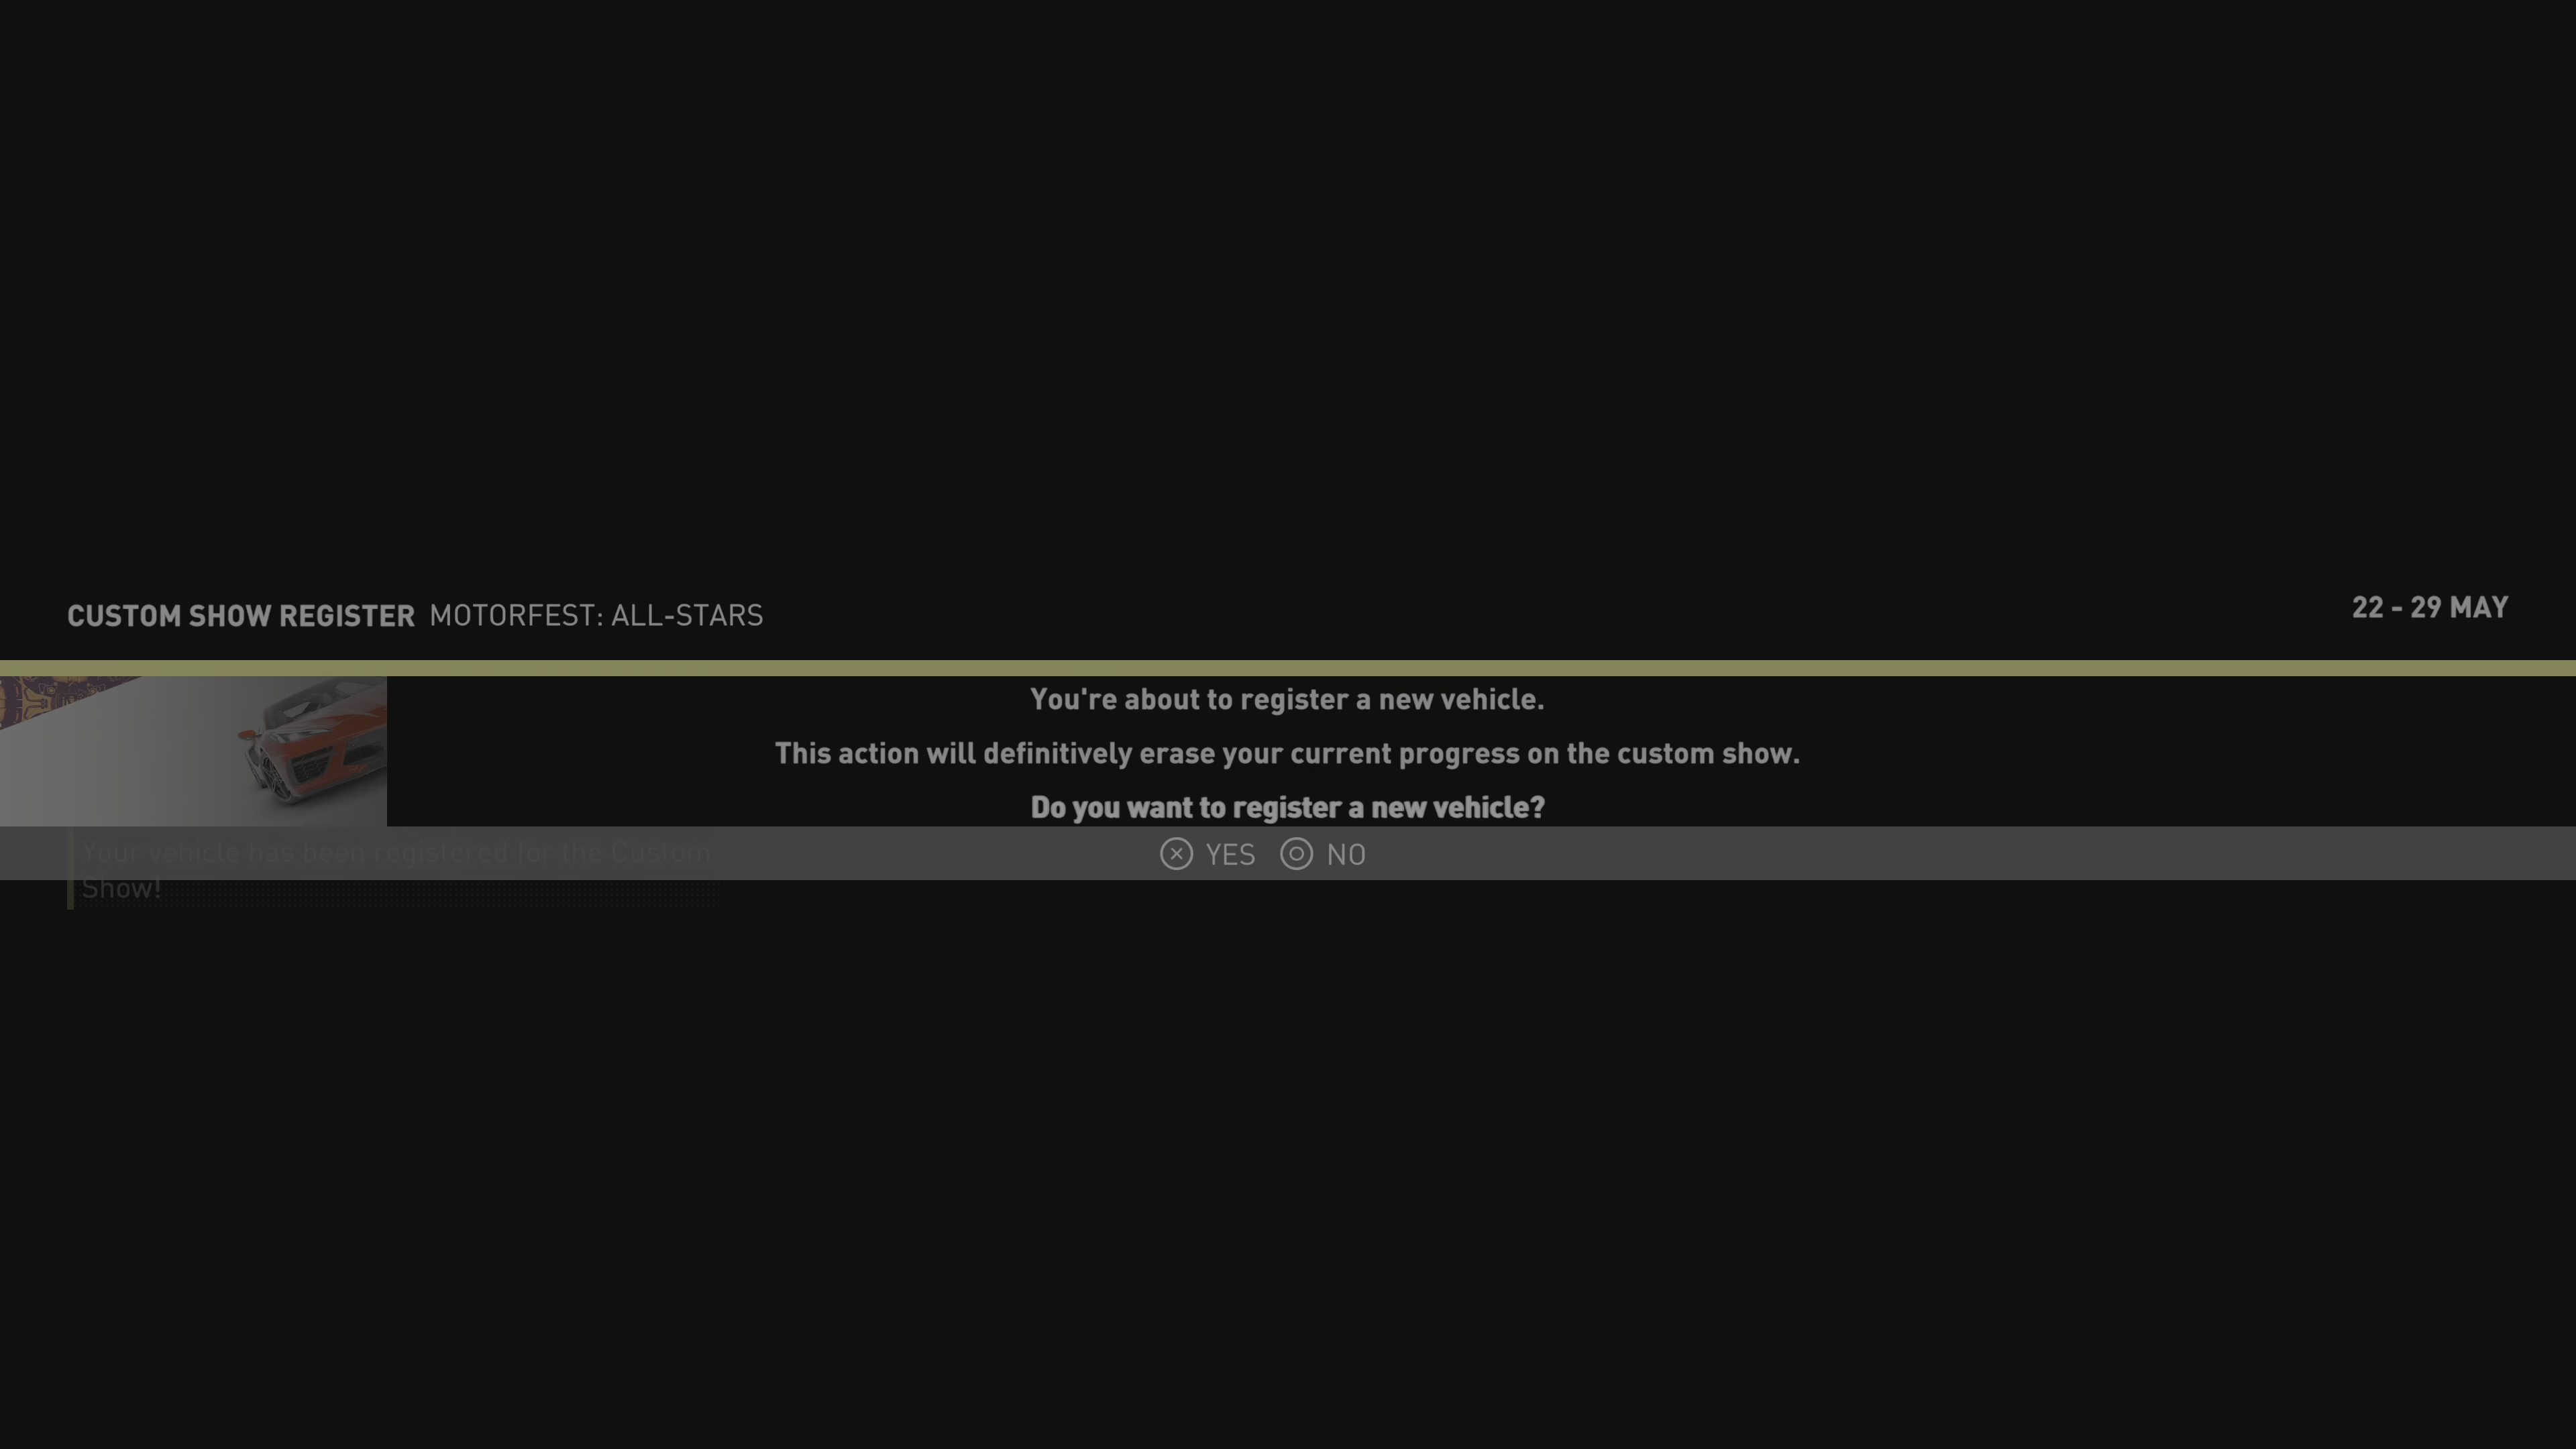 CUSTOM SHOW REGISTER MOTORFEST: ALL-STARS
22 - 29 MAY
You're about to register a new vehicle.
This action will definitively erase your current progress on the custom show.
Do you want to register a new vehicle?
YES NO
Your vehicle has been registered for the Custom
Show!